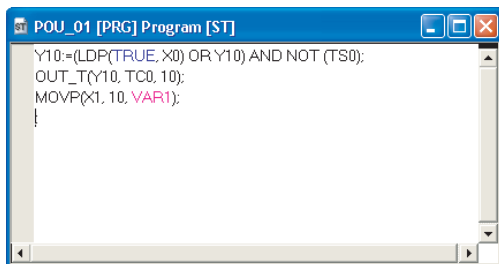 ST POU_01 [PRG] Program [ST]
Y10:=(LDP(TRUE, X0) OR Y10) AND NOT (TS0);
OUT_T(Y10, TC0, 10);
MOVP(X1, 10, VAR1);